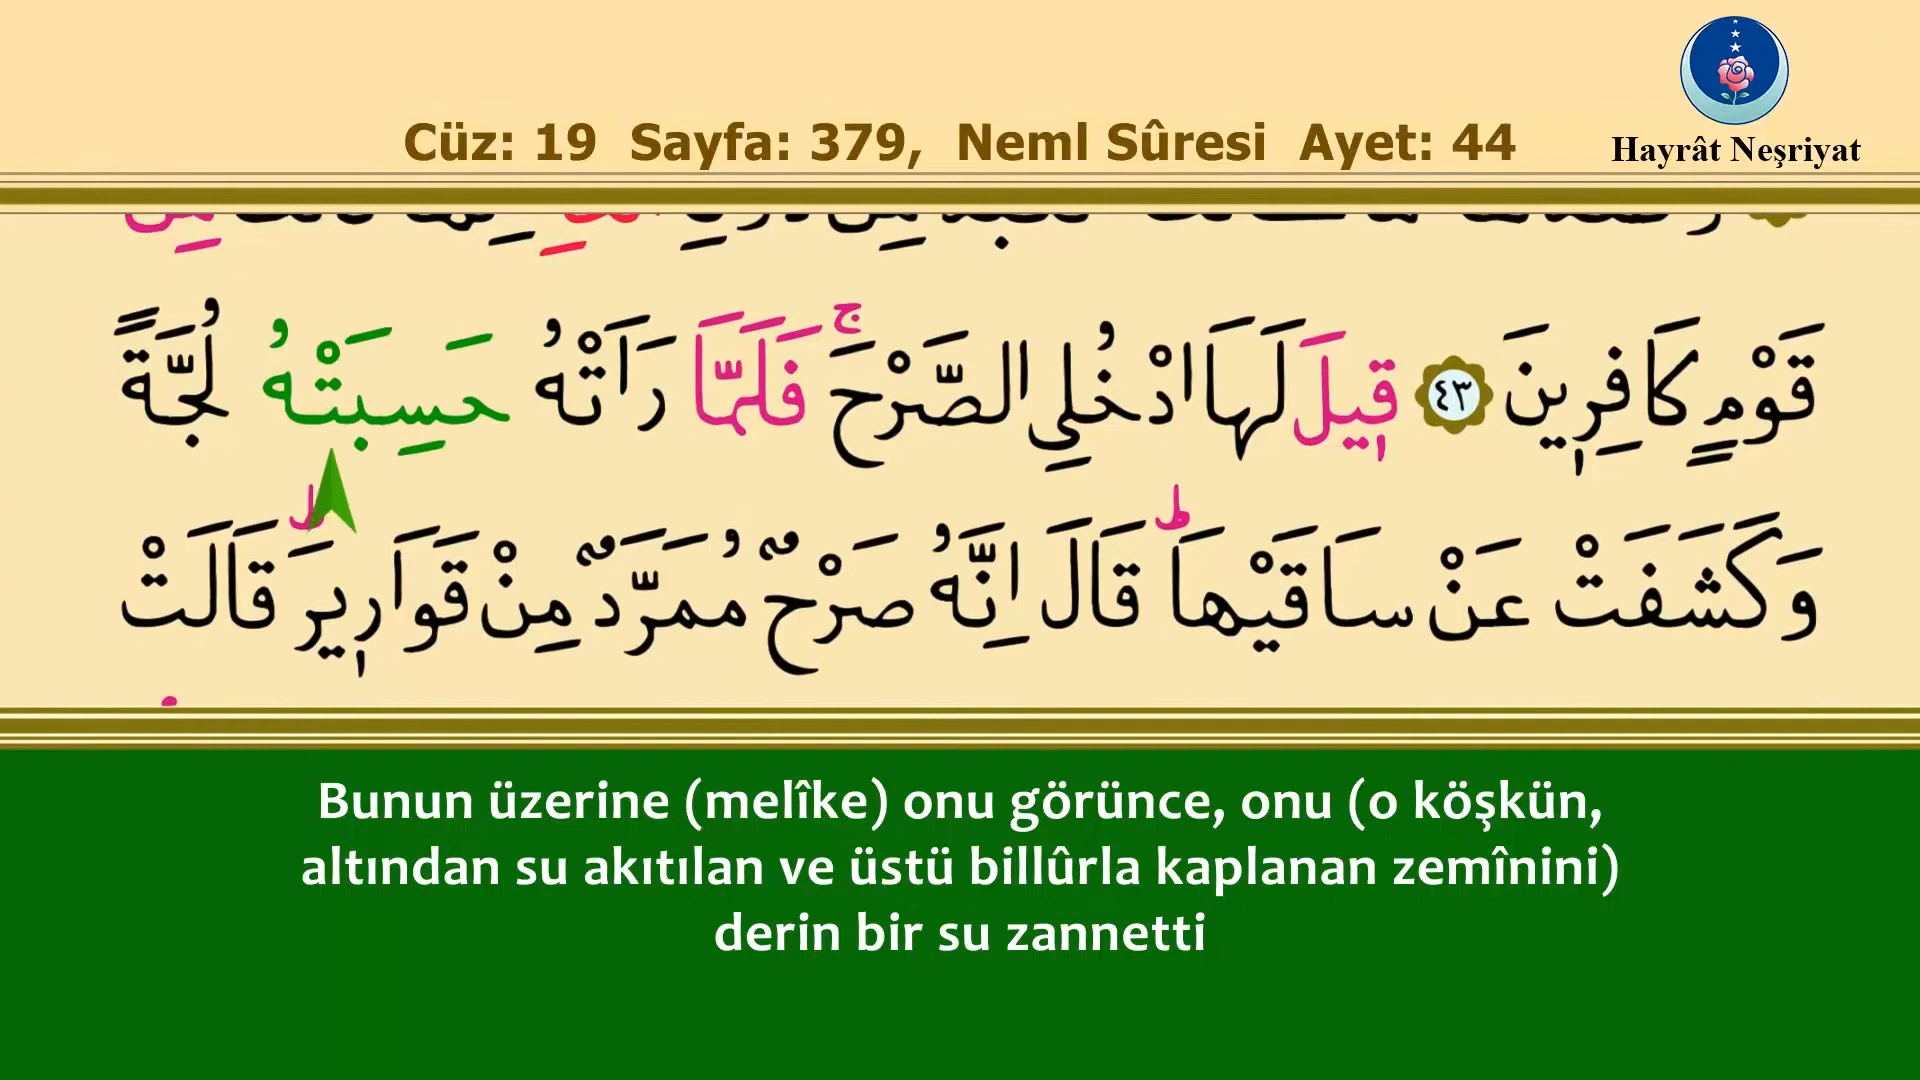 Cüz: 19 Sayfa: 379, Neml Sûresi Ayet: 44
Hayrât Neşriyat
قَوْمٍ كَافِرٖينَ ﴿٤٣﴾ قٖيلَ لَهَا ادْخُلِي الصَّرْحَۚ فَلَمَّا رَاَتْهُ حَسِبَتْهُ لُجَّةً
وَكَشَفَتْ عَنْ سَاقَيْهَاؕ قَالَ اِنَّهُ صَرْحٌ مُمَرَّدٌ مِنْ قَوَارٖيرَؕ قَالَتْ
Bunun üzerine (melîke) onu görünce, onu (o köşkün,
altından su akıtılan ve üstü billûrla kaplanan zemînini)
derin bir su zannetti